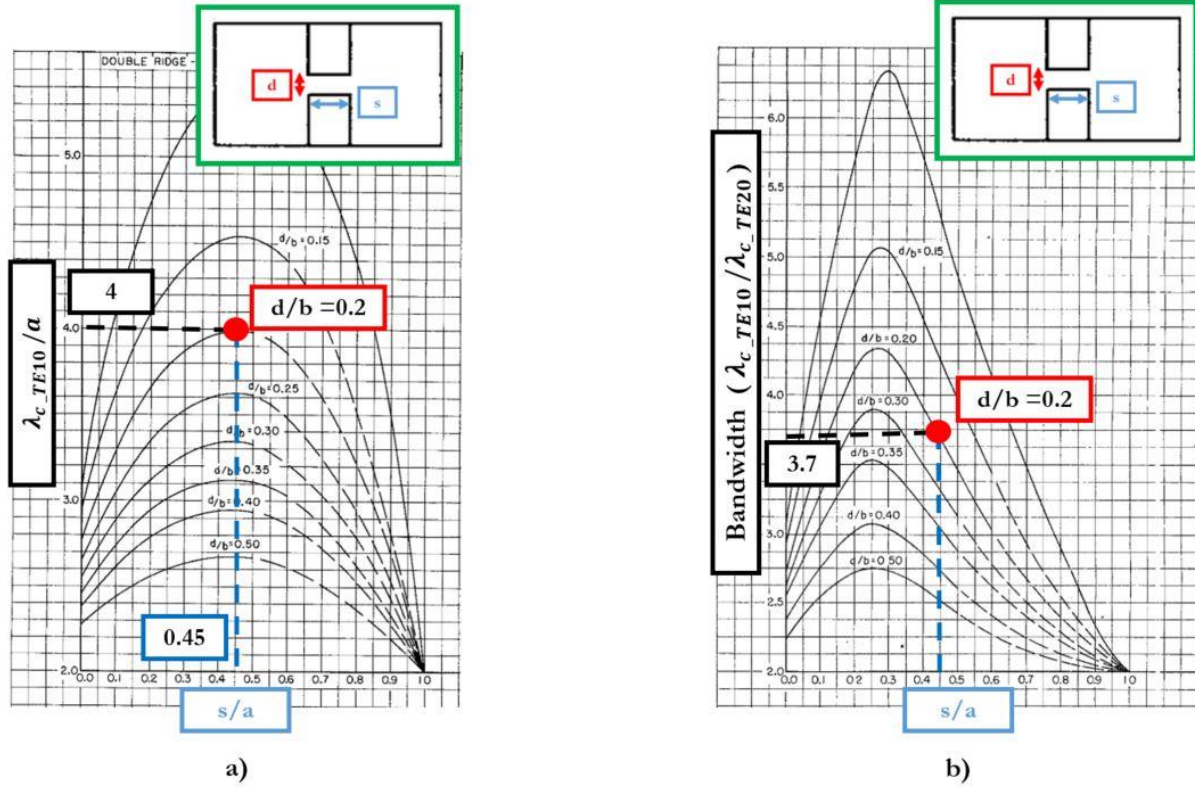 DOUBLE RIDGE -
d
s
5.0
d/b=0.15
λc_TE10/a
4
4.0
d/b =0.2
d/b=0.25
d/b=0.30
3.0
d/b=0.35
d/b=0.40
d/b=0.50
0.45
2.0
0.0 0.1 0.2 0.3 0.4 0.5 0.6 0.7 0.8 0.9 1.0
s/a
a)
d
s
6.0
5.5
5.0
d/b=0.15
4.5
d/b=0.20
Bandwidth (λc_TE10/λc_TE20)
4.0
d/b =0.2
d/b=0.30
3.7
d/b=0.35
3.0
d/b=0.40
d/b=0.50
2.5
2.0
0.0 0.1 0.2 0.3 0.4 0.5 0.6 0.7 0.8 0.9 1.0
s/a
b)